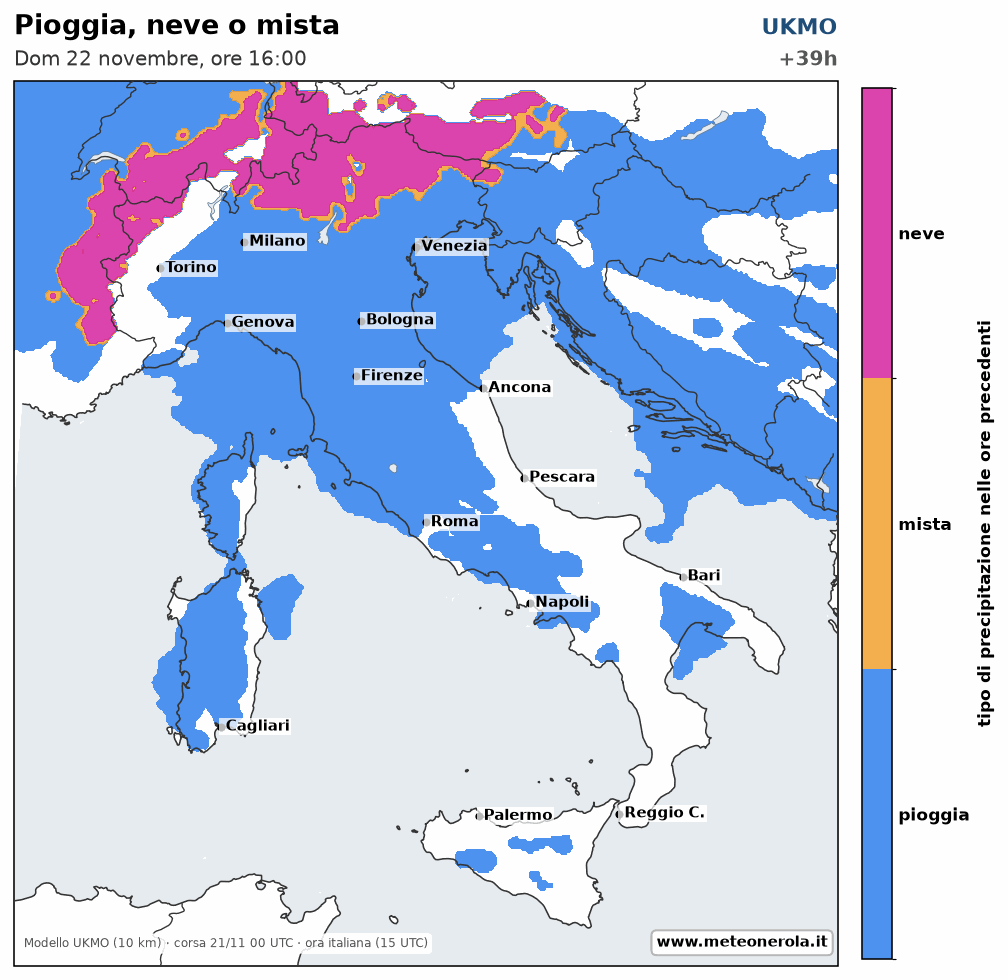 Pioggia, neve o mista
UKMO
Dom 22 novembre, ore 16:00
+39h
Milano
Venezia
Torino
Genova
Bologna
Firenze
Ancona
Pescara
Roma
Bari
Napoli
Cagliari
Palermo
Reggio C.
Modello UKMO (10 km) · corsa 21/11 00 UTC · ora italiana (15 UTC)
www.meteonerola.it
neve
mista
pioggia
tipo di precipitazione nelle ore precedenti